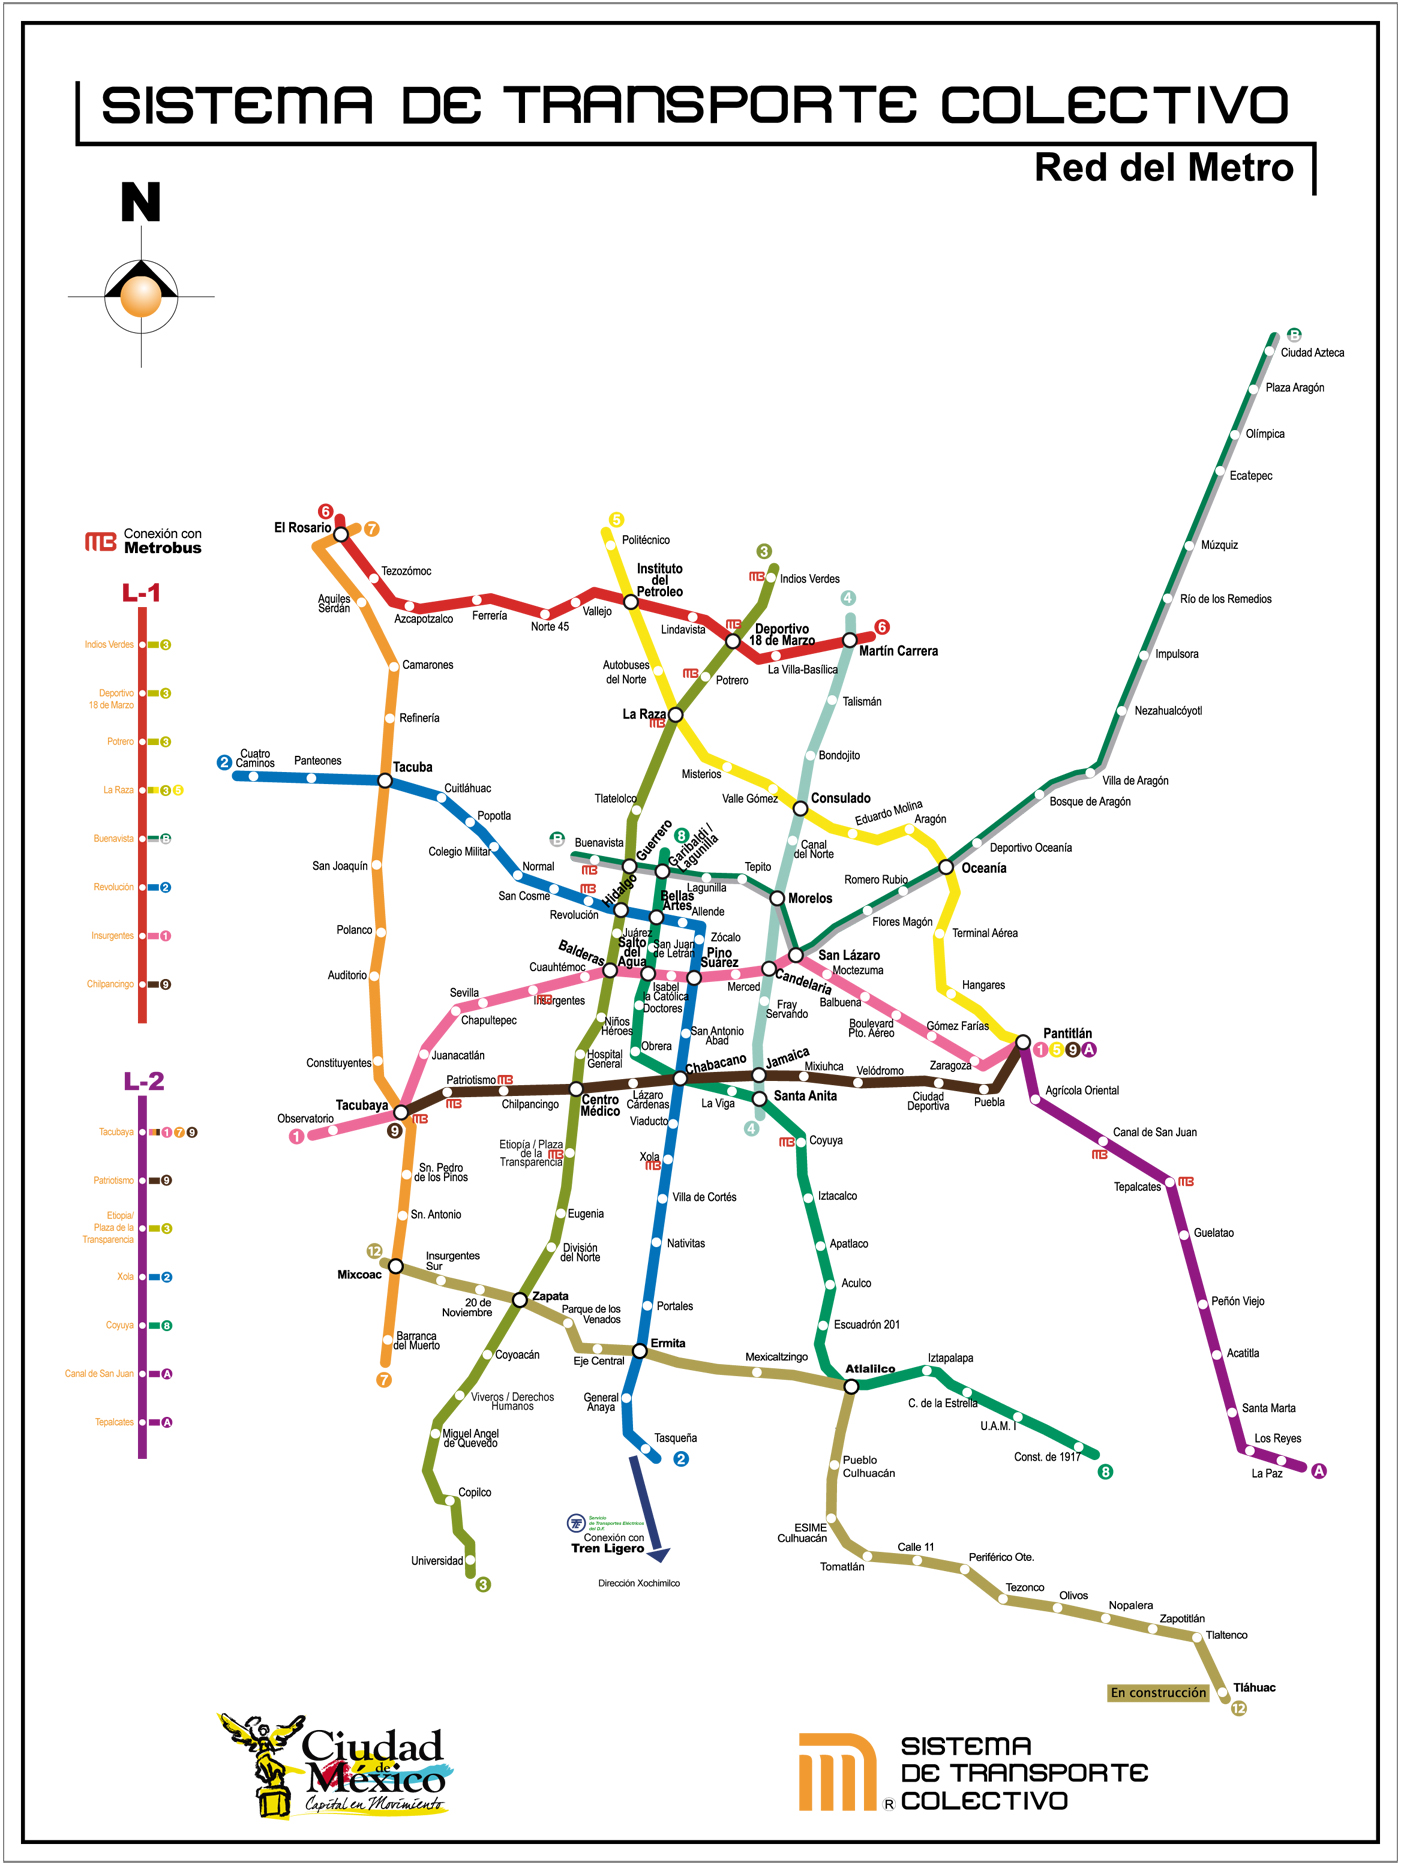 SISTEMA DE TRANSPORTE COLECTIVO
Red del Metro
N
Conexión con
Metrobus
L-1
Indios Verdes 3
Deportivo
18 de Marzo 3
Potrero 3
La Raza 3 5
Buenavista B
Revolución 2
Insurgentes 1
Chilpancingo 9
L-2
Tacubaya 1 7 9
Patriotismo 9
Etiopia/
Plaza de la
Transparencia 3
Xola 2
Coyuya 8
Canal de San Juan A
Tepalcates A
B
Ciudad Azteca
Plaza Aragón
Olímpica
Ecatepec
Múzquiz
Río de los Remedios
Impulsora
Nezahualcóyotl
Villa de Aragón
Bosque de Aragón
Deportivo Oceanía
Oceanía
Romero Rubio
Flores Magón
San Lázaro
Morelos
Tepito
Lagunilla
Garibaldi /
Lagunilla
Guerrero
Buenavista
B
6
El Rosario
7
Tezozómoc
Azcapotzalco
Ferrería
Norte 45
Vallejo
Instituto
del
Petroleo
Lindavista
Deportivo
18 de Marzo
La Villa-Basílica
Martín Carrera
6
Aquiles
Serdán
Camarones
Refinería
Tacuba
San Joaquín
Polanco
Auditorio
Constituyentes
Tacubaya
Sn. Pedro
de los Pinos
Sn. Antonio
Mixcoac
Barranca
del Muerto
7
5
Politécnico
Autobuses
del Norte
La Raza
Misterios
Valle Gómez
Consulado
Eduardo Molina
Aragón
Terminal Aérea
Hangares
Pantitlán
1 5 9 A
3
Indios Verdes
Potrero
Tlatelolco
Hidalgo
Juárez
Balderas
Niños
Héroes
Hospital
General
Centro
Médico
Etiopía / Plaza
de la
Transparencia
Eugenia
División
del Norte
Zapata
Coyoacán
Viveros / Derechos
Humanos
Miguel Angel
de Quevedo
Copilco
Universidad
3
4
Talismán
Bondojito
Canal
del Norte
Candelaria
Fray
Servando
Jamaica
Santa Anita
4
2
Cuatro
Caminos
Panteones
Cuitláhuac
Popotla
Colegio Militar
Normal
San Cosme
Revolución
Bellas
Artes
Allende
Zócalo
Pino
Suárez
San Antonio
Abad
Chabacano
Viaducto
Xola
Villa de Cortés
Nativitas
Portales
Ermita
General
Anaya
Tasqueña
2
8
San Juan
de Letrán
Salto
del
Agua
Doctores
Obrera
La Viga
Coyuya
Iztacalco
Apatlaco
Aculco
Escuadrón 201
Atlalilco
Iztapalapa
C. de la Estrella
U.A.M. I
Const. de 1917
8
1
Observatorio
Juanacatlán
Chapultepec
Sevilla
Insurgentes
Cuauhtémoc
Isabel
la Católica
Merced
Moctezuma
Balbuena
Boulevard
Pto. Aéreo
Gómez Farías
Zaragoza
9
Patriotismo
Chilpancingo
Lázaro
Cárdenas
Mixiuhca
Velódromo
Ciudad
Deportiva
Puebla
Agrícola Oriental
Canal de San Juan
Tepalcates
Guelatao
Peñón Viejo
Acatitla
Santa Marta
Los Reyes
La Paz
A
12
Insurgentes
Sur
20 de
Noviembre
Parque de los
Venados
Eje Central
Mexicaltzingo
Pueblo
Culhuacán
ESIME
Culhuacán
Tomatlán
Calle 11
Periférico Ote.
Tezonco
Olivos
Nopalera
Zapotitlán
Tlaltenco
Tláhuac
12
En construcción
Servicio
de Transportes Eléctricos
del D.F.
Conexión con
Tren Ligero
Dirección Xochimilco
Ciudad
de
México
Capital en Movimiento
®
SISTEMA
DE TRANSPORTE
COLECTIVO